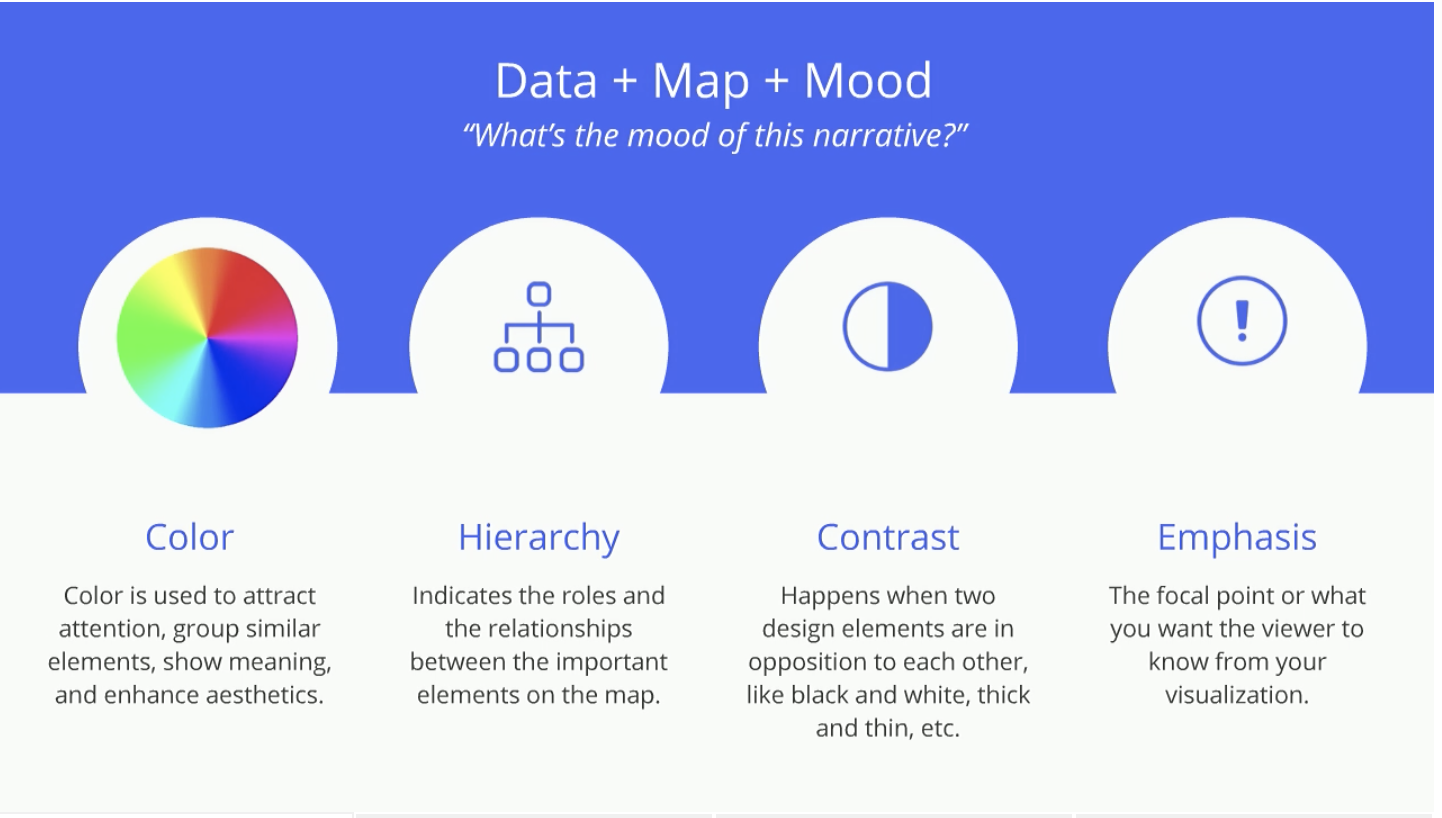 Data + Map + Mood
“What’s the mood of this narrative?”
Color
Color is used to attract
attention, group similar
elements, show meaning,
and enhance aesthetics.
Hierarchy
Indicates the roles and
the relationships
between the important
elements on the map.
Contrast
Happens when two
design elements are in
opposition to each other,
like black and white, thick
and thin, etc.
Emphasis
The focal point or what
you want the viewer to
know from your
visualization.